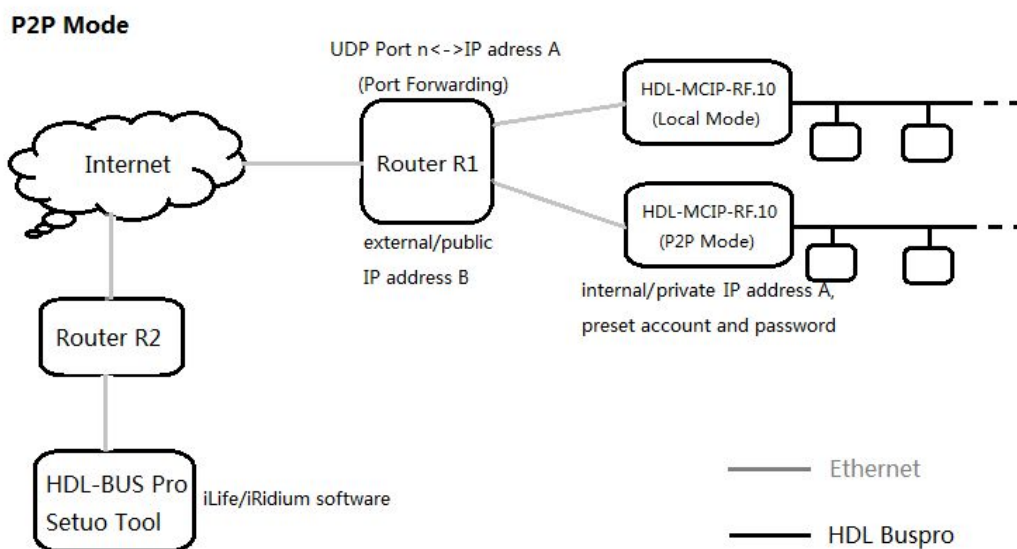 P2P Mode
UDP Port n<->IP adress A
(Port Forwarding)
HDL-MCIP-RF.10
(Local Mode)
Internet
Router R1
HDL-MCIP-RF.10
(P2P Mode)
external/public
IP address B
internal/private IP address A,
preset account and password
Router R2
HDL-BUS Pro
Setuo Tool
iLife/iRidium software
Ethernet
HDL Buspro